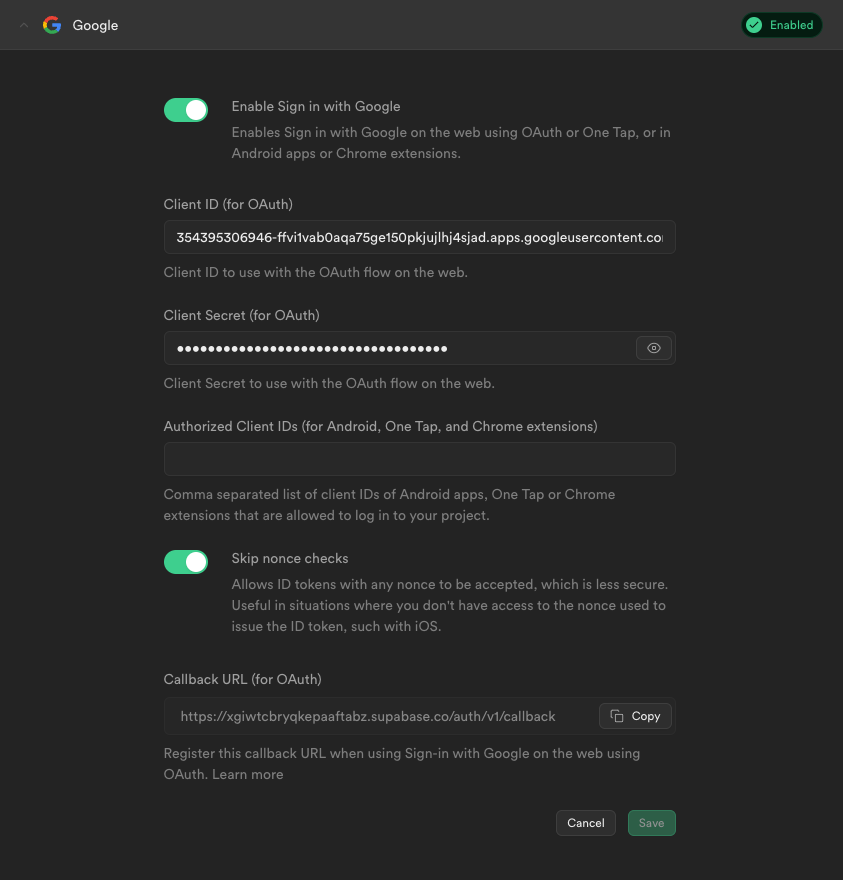 Google
Enabled
Enable Sign in with Google
Enables Sign in with Google on the web using OAuth or One Tap, or in
Android apps or Chrome extensions.
Client ID (for OAuth)
354395306946-ffvi1vab0aqa75ge150pkjujlhj4sjad.apps.googleusercontent.co
Client ID to use with the OAuth flow on the web.
Client Secret (for OAuth)
•••••••••••••••••••••••••••••••••••
Client Secret to use with the OAuth flow on the web.
Authorized Client IDs (for Android, One Tap, and Chrome extensions)
Comma separated list of client IDs of Android apps, One Tap or Chrome
extensions that are allowed to log in to your project.
Skip nonce checks
Allows ID tokens with any nonce to be accepted, which is less secure.
Useful in situations where you don't have access to the nonce used to
issue the ID token, such with iOS.
Callback URL (for OAuth)
https://xgiwtcbryqkepaaftabz.supabase.co/auth/v1/callback
Copy
Register this callback URL when using Sign-in with Google on the web using
OAuth. Learn more
Cancel
Save